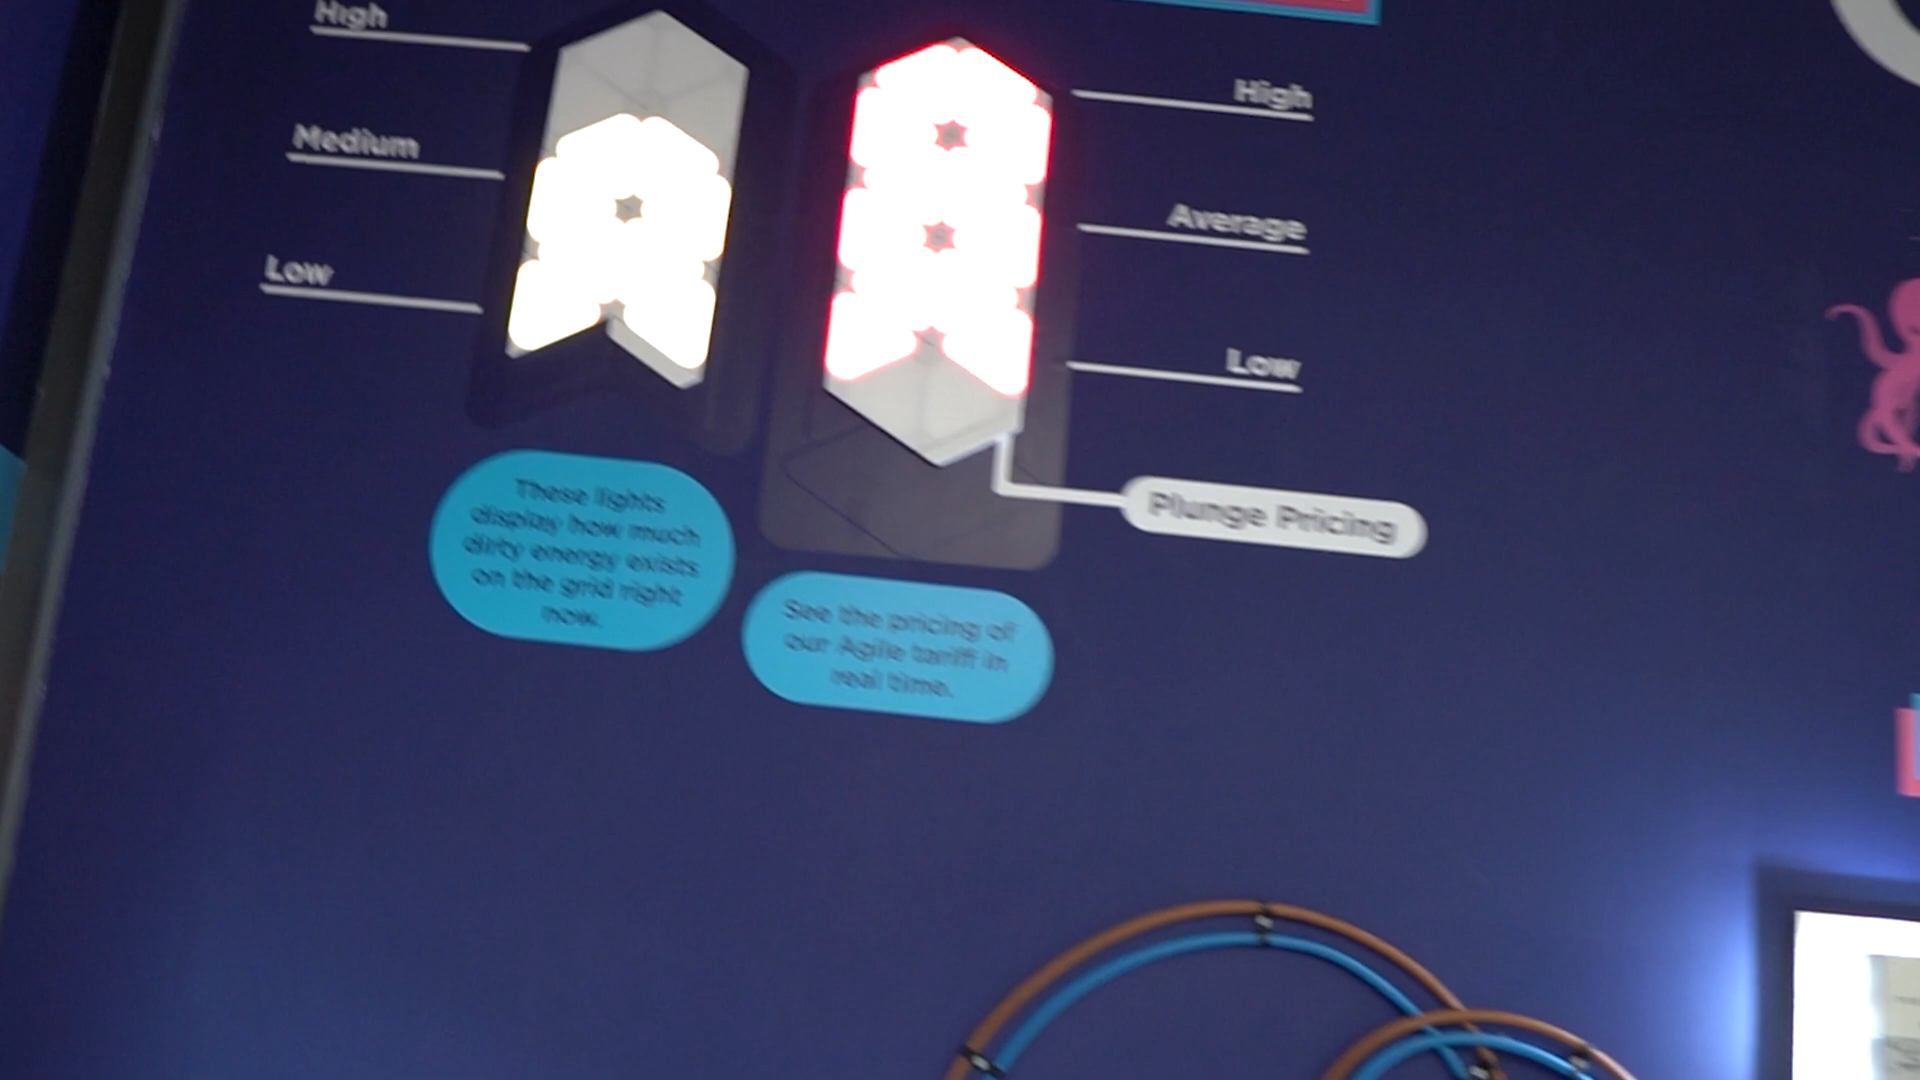 High
Medium
Low
High
Average
Low
Plunge Pricing
These lights
display how much
dirty energy exists
on the grid right
now.
See the pricing of
our Agile tariff in
real time.